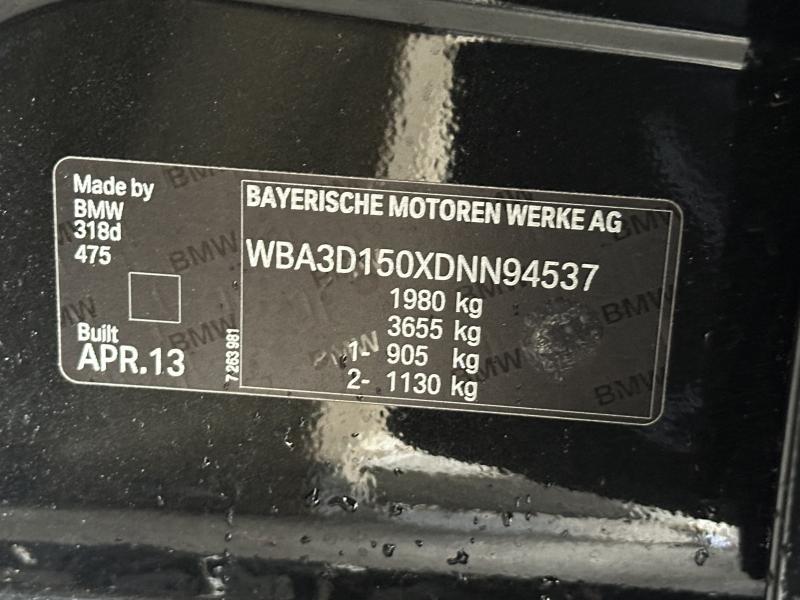 Made by
BMW
318d
475
Built
APR.13
7 263 981
BAYERISCHE MOTOREN WERKE AG
WBA3D150XDNN94537
1980 kg
3655 kg
1- 905 kg
2- 1130 kg